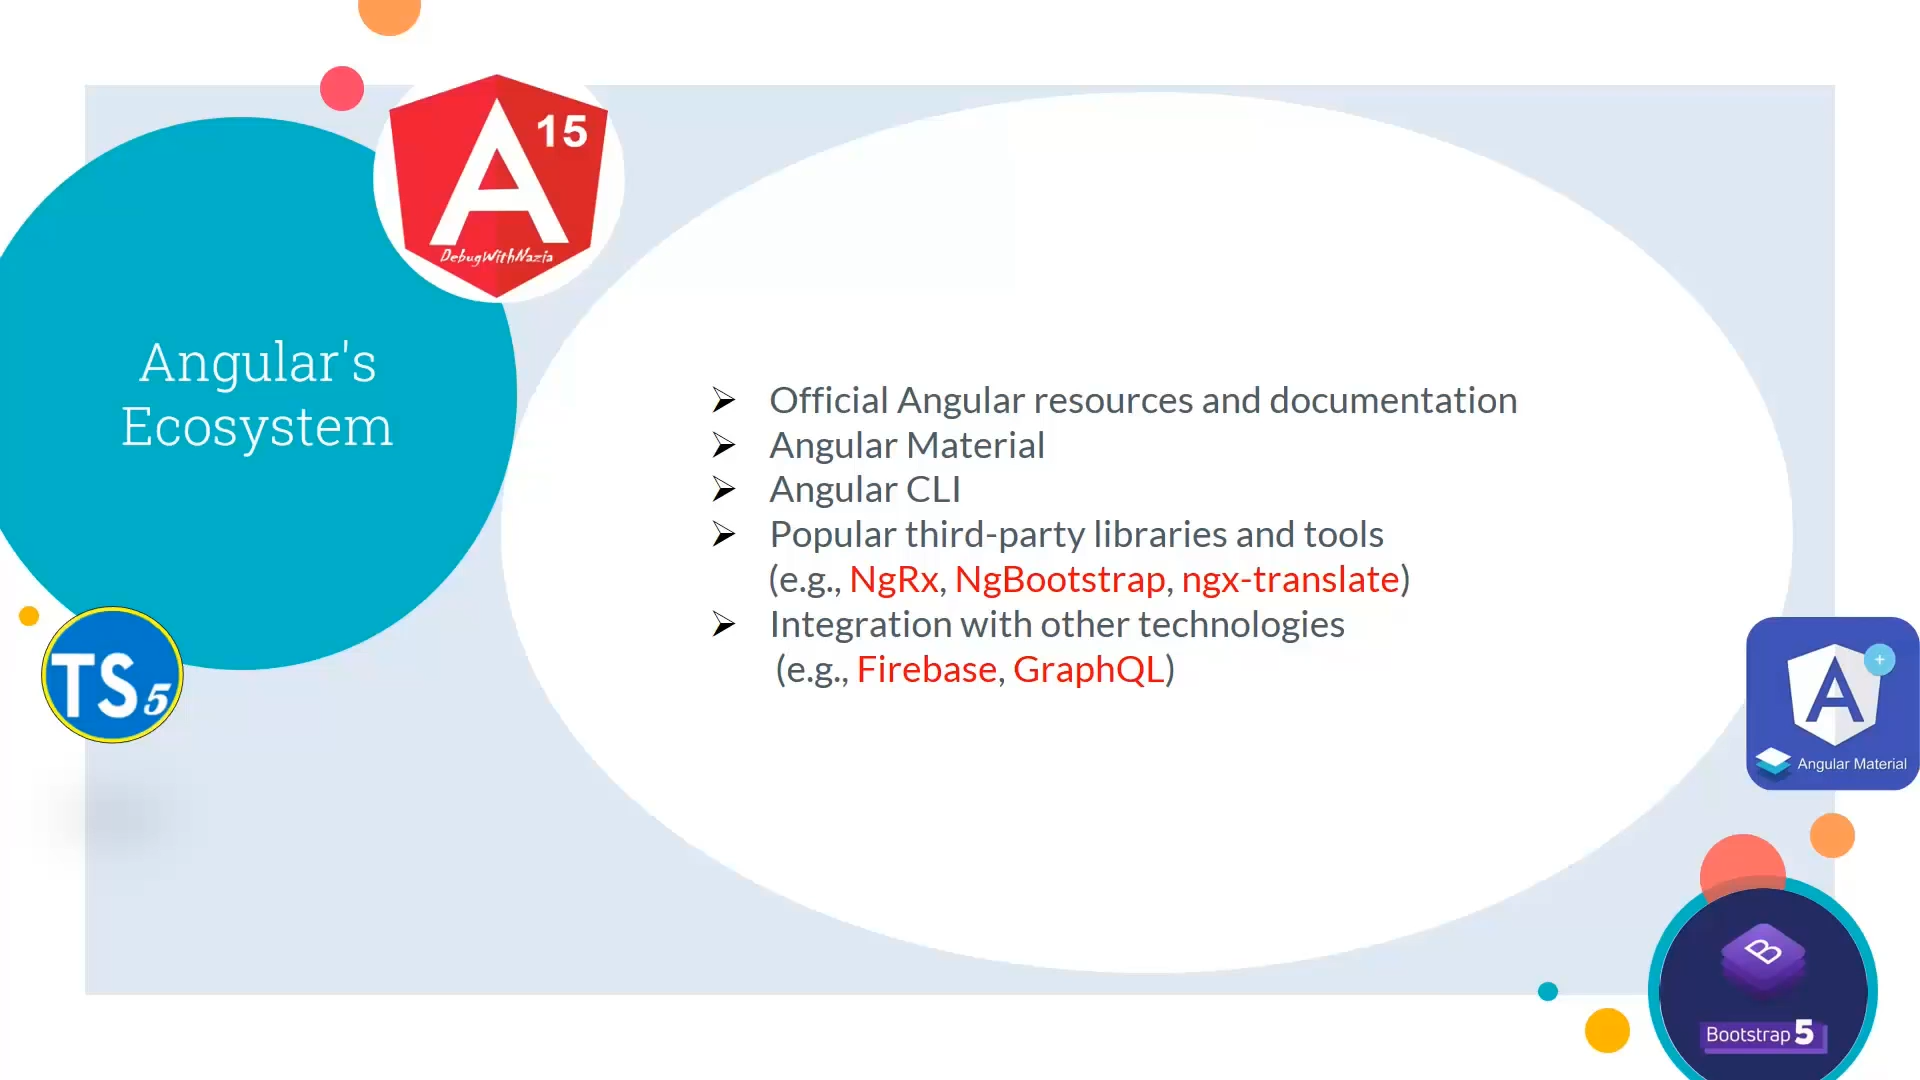 15
A
DebugWithNazia
Angular's
Ecosystem
➢ Official Angular resources and documentation
➢ Angular Material
➢ Angular CLI
➢ Popular third-party libraries and tools
(e.g., NgRx, NgBootstrap, ngx-translate)
➢ Integration with other technologies
(e.g., Firebase, GraphQL)
TS5
A
+
Angular Material
B
Bootstrap 5